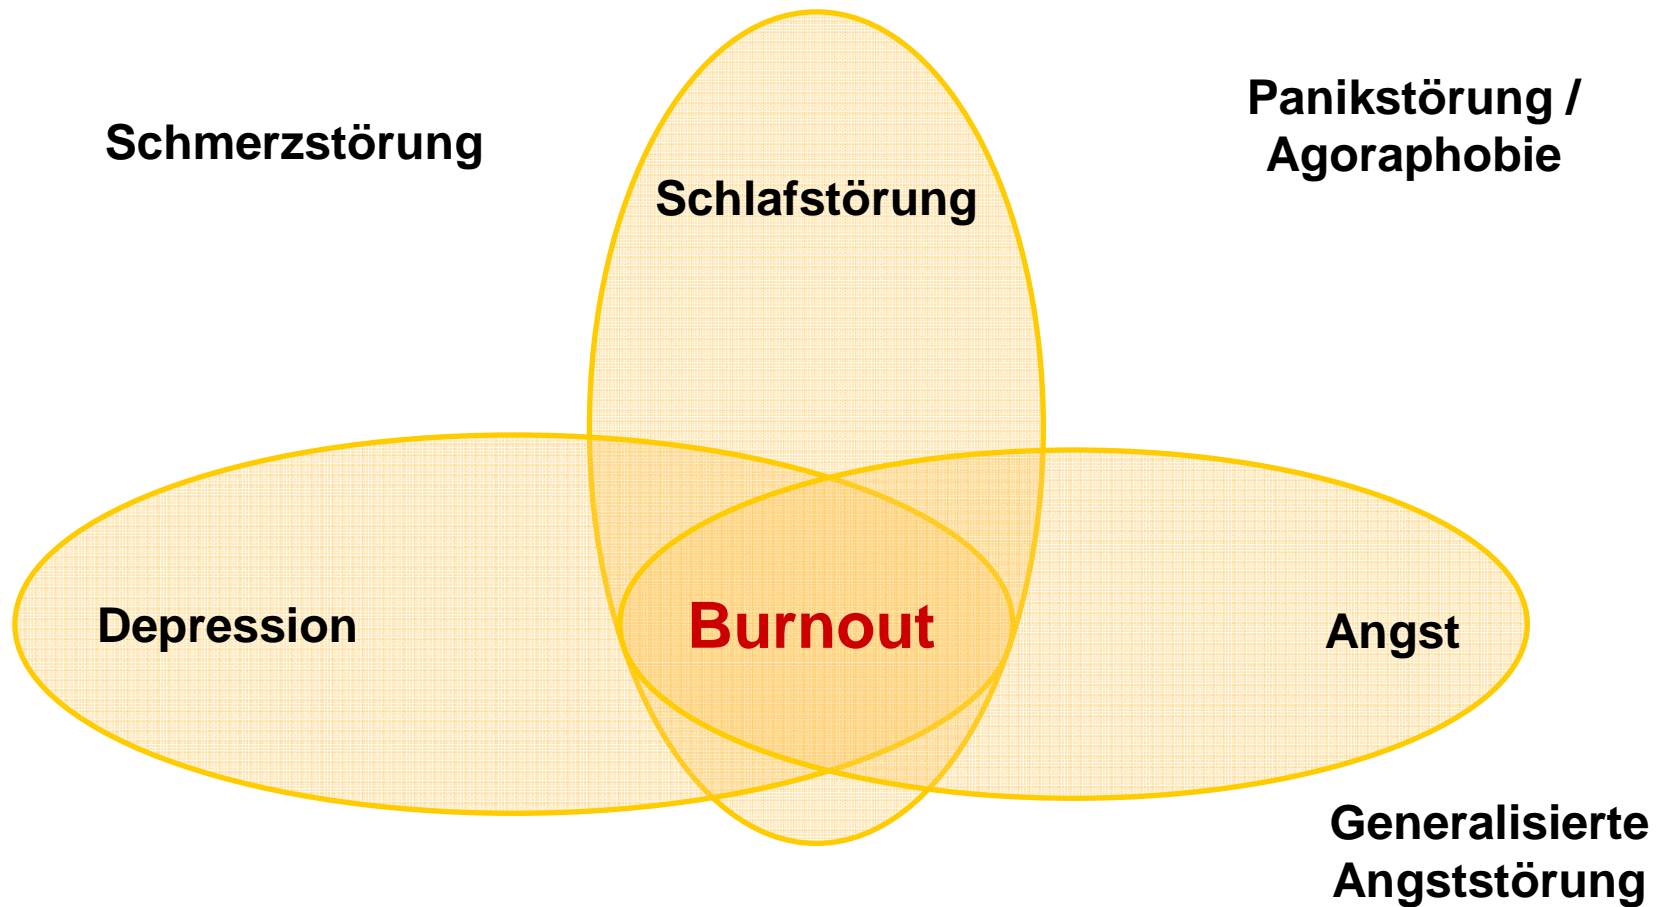 Panikstörung /
Agoraphobie
Schmerzstörung
Schlafstörung
Depression
Burnout
Angst
Generalisierte
Angststörung